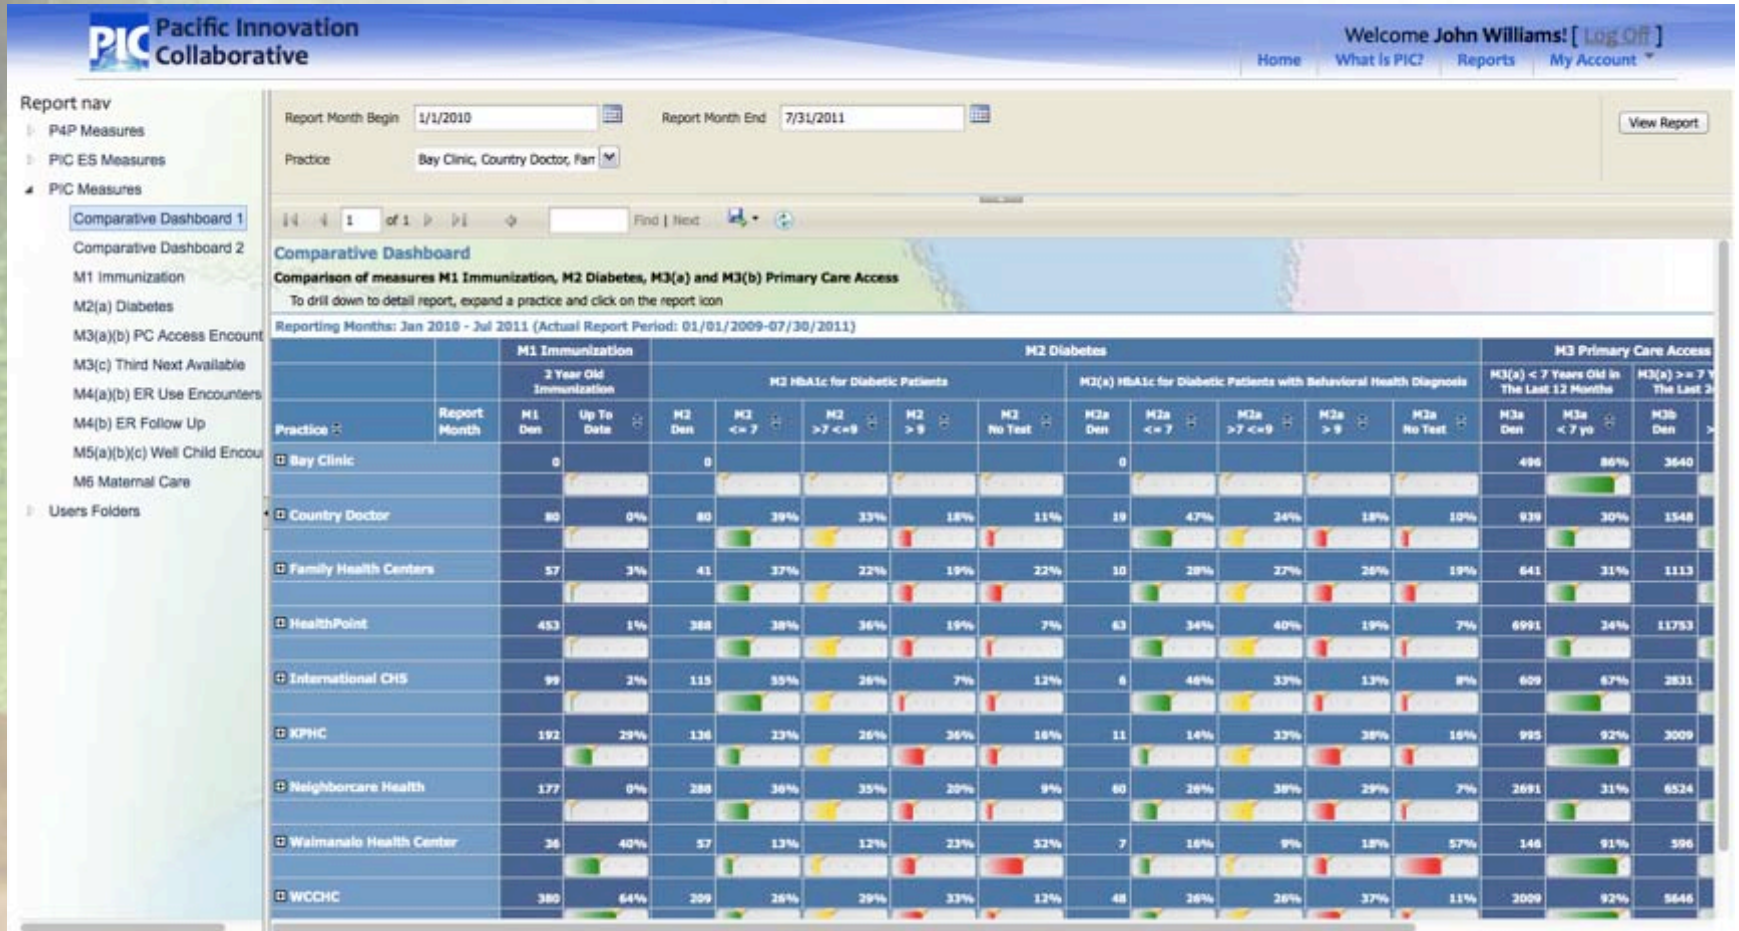 PIC Pacific Innovation
Collaborative
Welcome John Williams! [ Log Off ]
Home What is PIC? Reports My Account
Report nav
P4P Measures
PIC ES Measures
PIC Measures
Comparative Dashboard 1
Comparative Dashboard 2
M1 Immunization
M2(a) Diabetes
M3(a)(b) PC Access Encount
M3(c) Third Next Available
M4(a)(b) ER Use Encounters
M4(b) ER Follow Up
M5(a)(b)(c) Well Child Encou
M6 Maternal Care
Users Folders
Report Month Begin 1/1/2010 Report Month End 7/31/2011
View Report
Practice Bay Clinic, Country Doctor, Fam
1 of 1 Find | Next
Comparative Dashboard
Comparison of measures M1 Immunization, M2 Diabetes, M3(a) and M3(b) Primary Care Access
To drill down to detail report, expand a practice and click on the report icon
Reporting Months: Jan 2010 - Jul 2011 (Actual Report Period: 01/01/2009-07/30/2011)
M1 Immunization M2 Diabetes M3 Primary Care Access
2 Year Old Immunization M2 HbA1c for Diabetic Patients M2(a) HbA1c for Diabetic Patients with Behavioral Health Diagnosis M3(a) < 7 Years Old in The Last 12 Months M3(a) >= 7 Y The Last 2
Practice Report Month M1 Den Up To Date M2 Den M2 <= 7 M2 >7 <=9 M2 > 9 M2 No Test M2a Den M2a <= 7 M2a >7 <=9 M2a > 9 M2a No Test M3a Den M3a < 7 yo M3b Den >
Bay Clinic 0 0 0 496 86% 3640
Country Doctor 80 0% 80 39% 33% 18% 11% 19 47% 24% 18% 10% 939 30% 1548
Family Health Centers 57 3% 41 37% 22% 19% 22% 10 28% 27% 26% 19% 641 31% 1113
HealthPoint 453 1% 388 38% 36% 19% 7% 63 34% 40% 19% 7% 6991 24% 11753
International CHS 99 2% 115 55% 26% 7% 12% 6 46% 33% 13% 8% 609 67% 2831
KPHC 192 29% 136 23% 26% 36% 16% 11 14% 33% 38% 16% 995 92% 3009
Neighborcare Health 177 0% 288 36% 35% 20% 9% 60 26% 38% 29% 7% 2691 31% 6524
Waimanalo Health Center 36 40% 57 13% 12% 23% 52% 7 16% 9% 18% 57% 146 91% 596
WCCHC 380 64% 209 26% 29% 33% 12% 48 26% 26% 37% 11% 2009 92% 5646